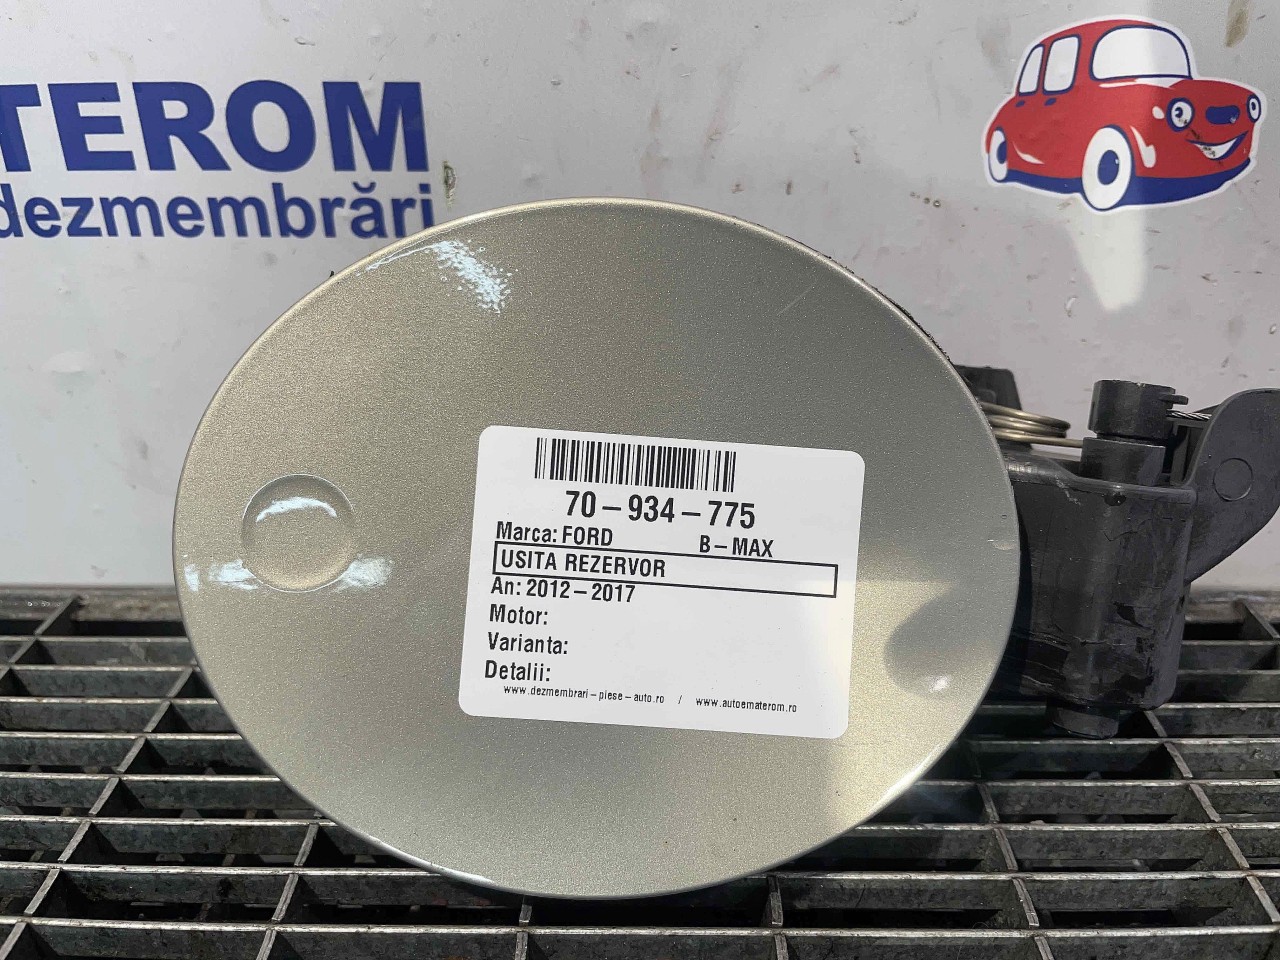 TEROM
dezmembrări
70-934-775
Marca: FORD B-MAX
USITA REZERVOR
An: 2012-2017
Motor:
Varianta:
Detalii:
www.dezmembrari-piese-auto.ro / www.autoematerom.ro